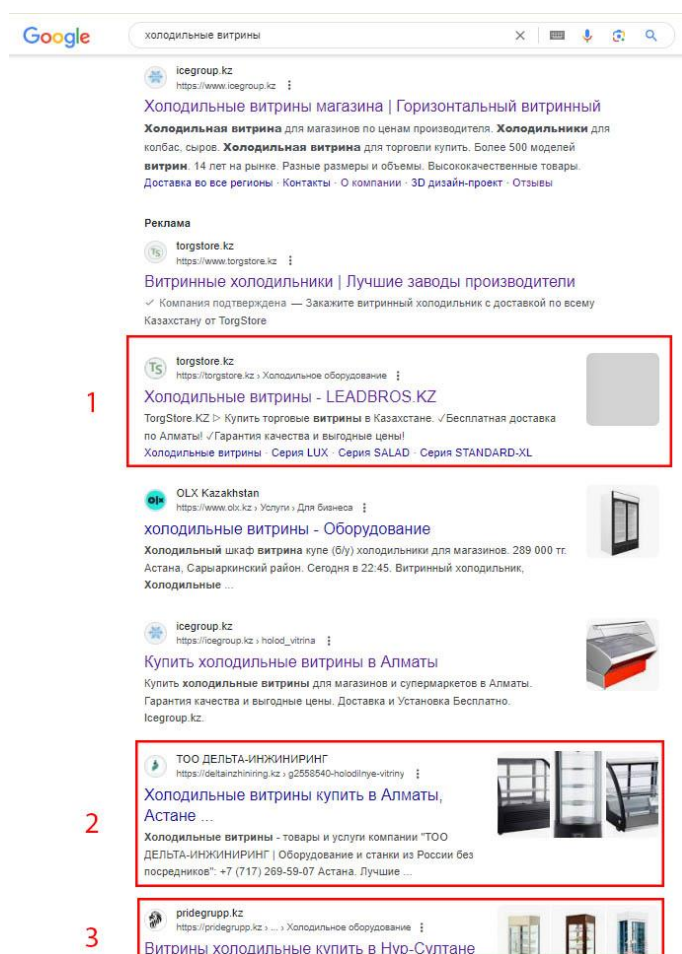 Google
холодильные витрины
icegroup.kz
https://www.icegroup.kz
Холодильные витрины магазина | Горизонтальный витринный
Холодильная витрина для магазинов по ценам производителя. Холодильники для
колбас, сыров. Холодильная витрина для торговли купить. Более 500 моделей
витрин. 14 лет на рынке. Разные размеры и объемы. Высококачественные товары.
Доставка во все регионы · Контакты · О компании · 3D дизайн-проект · Отзывы
Реклама
TS
torgstore.kz
https://www.torgstore.kz
Витринные холодильники | Лучшие заводы производители
✓ Компания подтверждена — Закажите витринный холодильник с доставкой по всему
Казахстану от TorgStore
1
TS
torgstore.kz
https://torgstore.kz › Холодильное оборудование
Холодильные витрины - LEADBROS.KZ
TorgStore.KZ ▷ Купить торговые витрины в Казахстане. ✓Бесплатная доставка
по Алматы! ✓Гарантия качества и выгодные цены!
Холодильные витрины · Серия LUX · Серия SALAD · Серия STANDARD-XL
olx
OLX Kazakhstan
https://www.olx.kz › Услуги › Для бизнеса
холодильные витрины - Оборудование
Холодильный шкаф витрина купе (б/у) холодильники для магазинов. 289 000 тг.
Астана, Сарыаркинский район. Сегодня в 22:45. Витринный холодильник,
Холодильные ...
icegroup.kz
https://icegroup.kz › holod_vitrina
Купить холодильные витрины в Алматы
Купить холодильные витрины для магазинов и супермаркетов в Алматы.
Гарантия качества и выгодные цены. Доставка и Установка Бесплатно.
Icegroup.kz.
2
ТОО ДЕЛЬТА-ИНЖИНИРИНГ
https://deltainzhiniring.kz › g2558540-holodilnye-vitriny
Холодильные витрины купить в Алматы,
Астане ...
Холодильные витрины - товары и услуги компании "ТОО
ДЕЛЬТА-ИНЖИНИРИНГ | Оборудование и станки из России без
посредников": +7 (717) 269-59-07 Астана. Лучшие ...
3
pridegrupp.kz
https://pridegrupp.kz › ... › Холодильное оборудование
Витрины холодильные купить в Нур-Султане